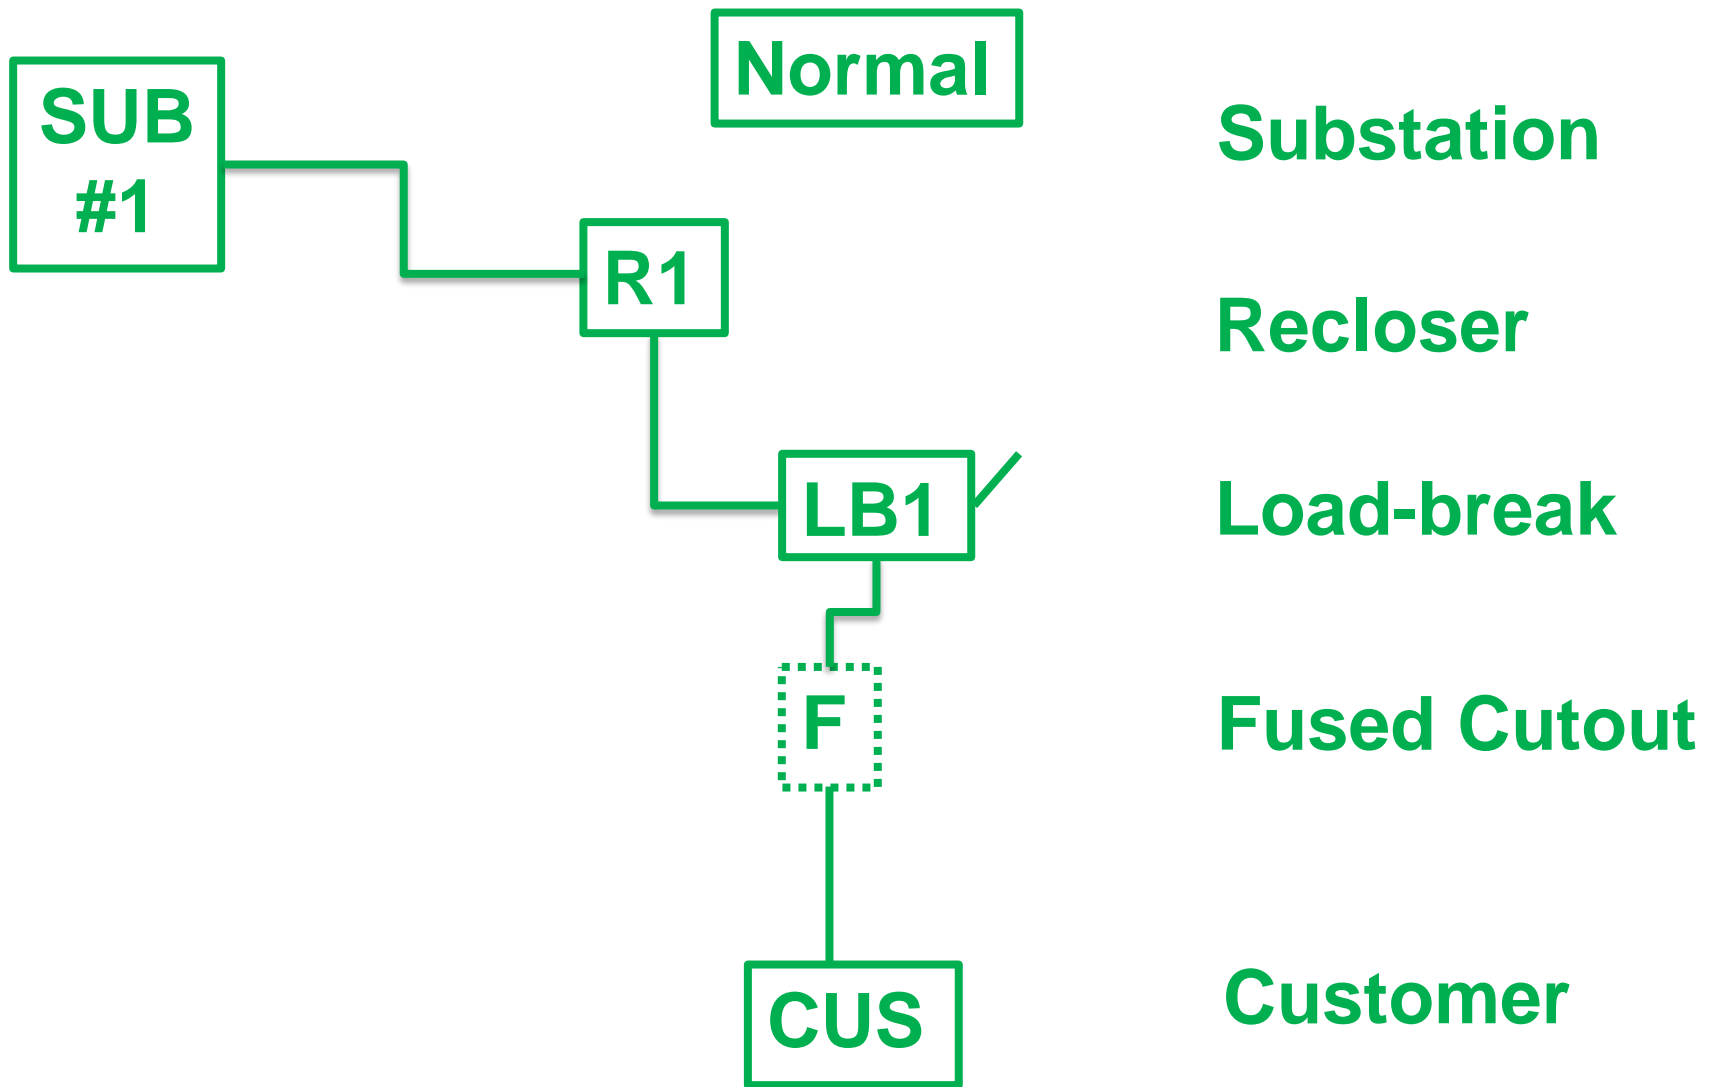 Normal
SUB
#1
Substation
R1
Recloser
LB1
Load-break
F
Fused Cutout
CUS
Customer